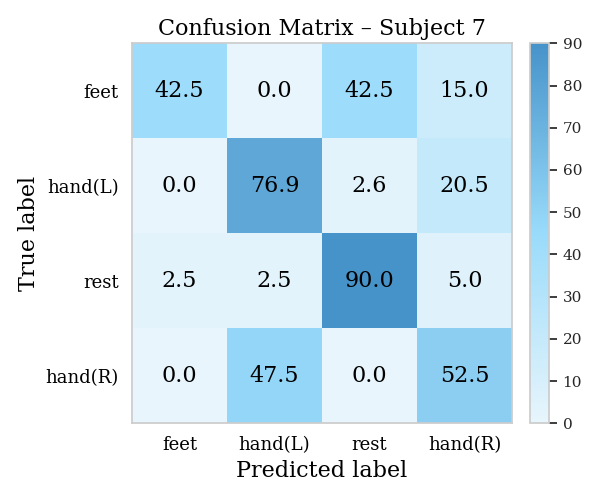 Confusion Matrix – Subject 7
feet 42.5 0.0 42.5 15.0
hand(L) 0.0 76.9 2.6 20.5
rest 2.5 2.5 90.0 5.0
hand(R) 0.0 47.5 0.0 52.5
feet hand(L) rest hand(R)
Predicted label
True label
90
80
70
60
50
40
30
20
10
0